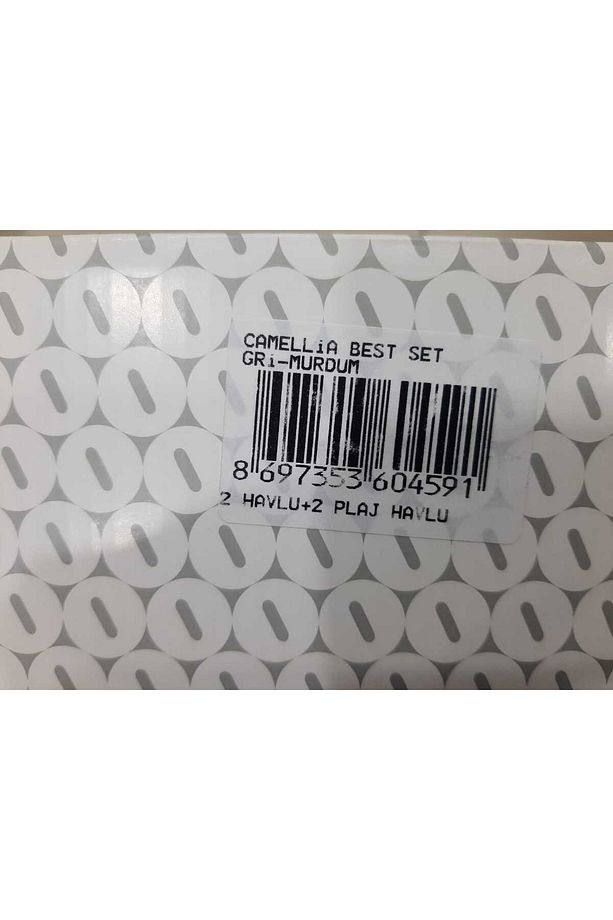 CAMELLiA BEST SET
GRi-MURDUM
8 697353 604591
2 HAVLU+2 PLAJ HAVLU